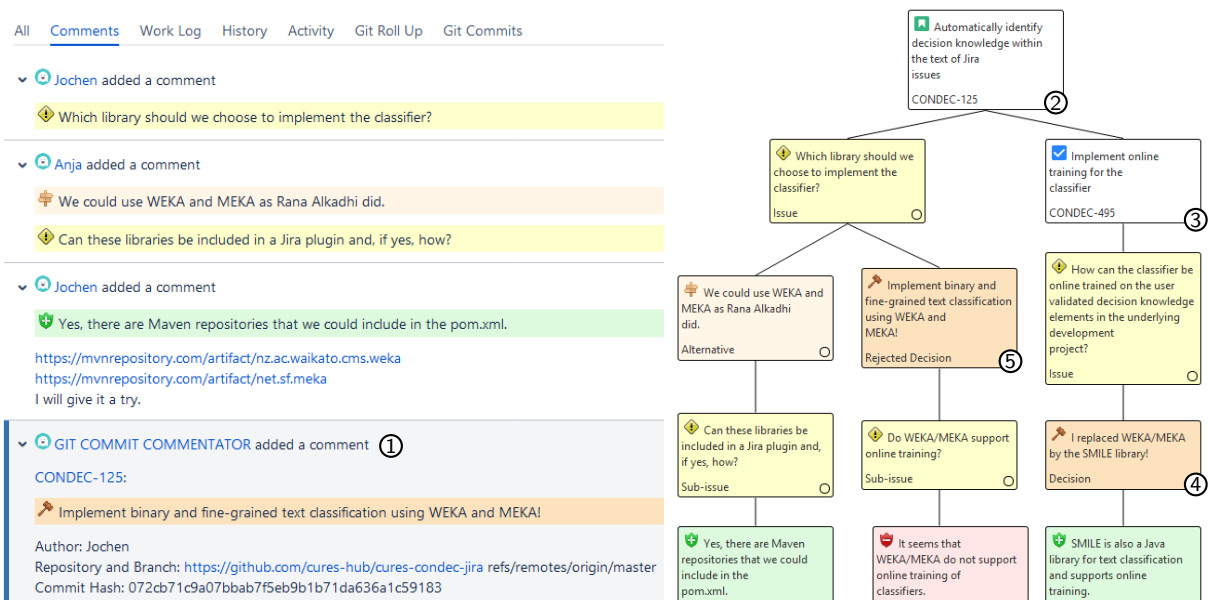 All Comments Work Log History Activity Git Roll Up Git Commits
Jochen added a comment
Which library should we choose to implement the classifier?
Anja added a comment
We could use WEKA and MEKA as Rana Alkadhi did.
Can these libraries be included in a Jira plugin and, if yes, how?
Jochen added a comment
Yes, there are Maven repositories that we could include in the pom.xml.
https://mvnrepository.com/artifact/nz.ac.waikato.cms.weka
https://mvnrepository.com/artifact/net.sf.meka
I will give it a try.
GIT COMMIT COMMENTATOR added a comment 1
CONDEC-125:
Implement binary and fine-grained text classification using WEKA and MEKA!
Author: Jochen
Repository and Branch: https://github.com/cures-hub/cures-condec-jira refs/remotes/origin/master
Commit Hash: 072cb71c9a07bbab7f5eb9b1b71da636a1c59183
Automatically identify
decision knowledge within
the text of Jira
issues
CONDEC-125
2
Which library should we
choose to implement the
classifier?
Issue
Implement online
training for the
classifier
CONDEC-495
3
We could use WEKA and
MEKA as Rana Alkadhi
did.
Alternative
Implement binary and
fine-grained text classification
using WEKA and
MEKA!
Rejected Decision
5
How can the classifier be
online trained on the user
validated decision knowledge
elements in the underlying
development
project?
Issue
Can these libraries be
included in a Jira plugin and,
if yes, how?
Sub-issue
Do WEKA/MEKA support
online training?
Sub-issue
I replaced WEKA/MEKA
by the SMILE library!
Decision
4
Yes, there are Maven
repositories that we could
include in the
pom.xml.
It seems that
WEKA/MEKA do not support
online training of
classifiers.
SMILE is also a Java
library for text classification
and supports online
training.